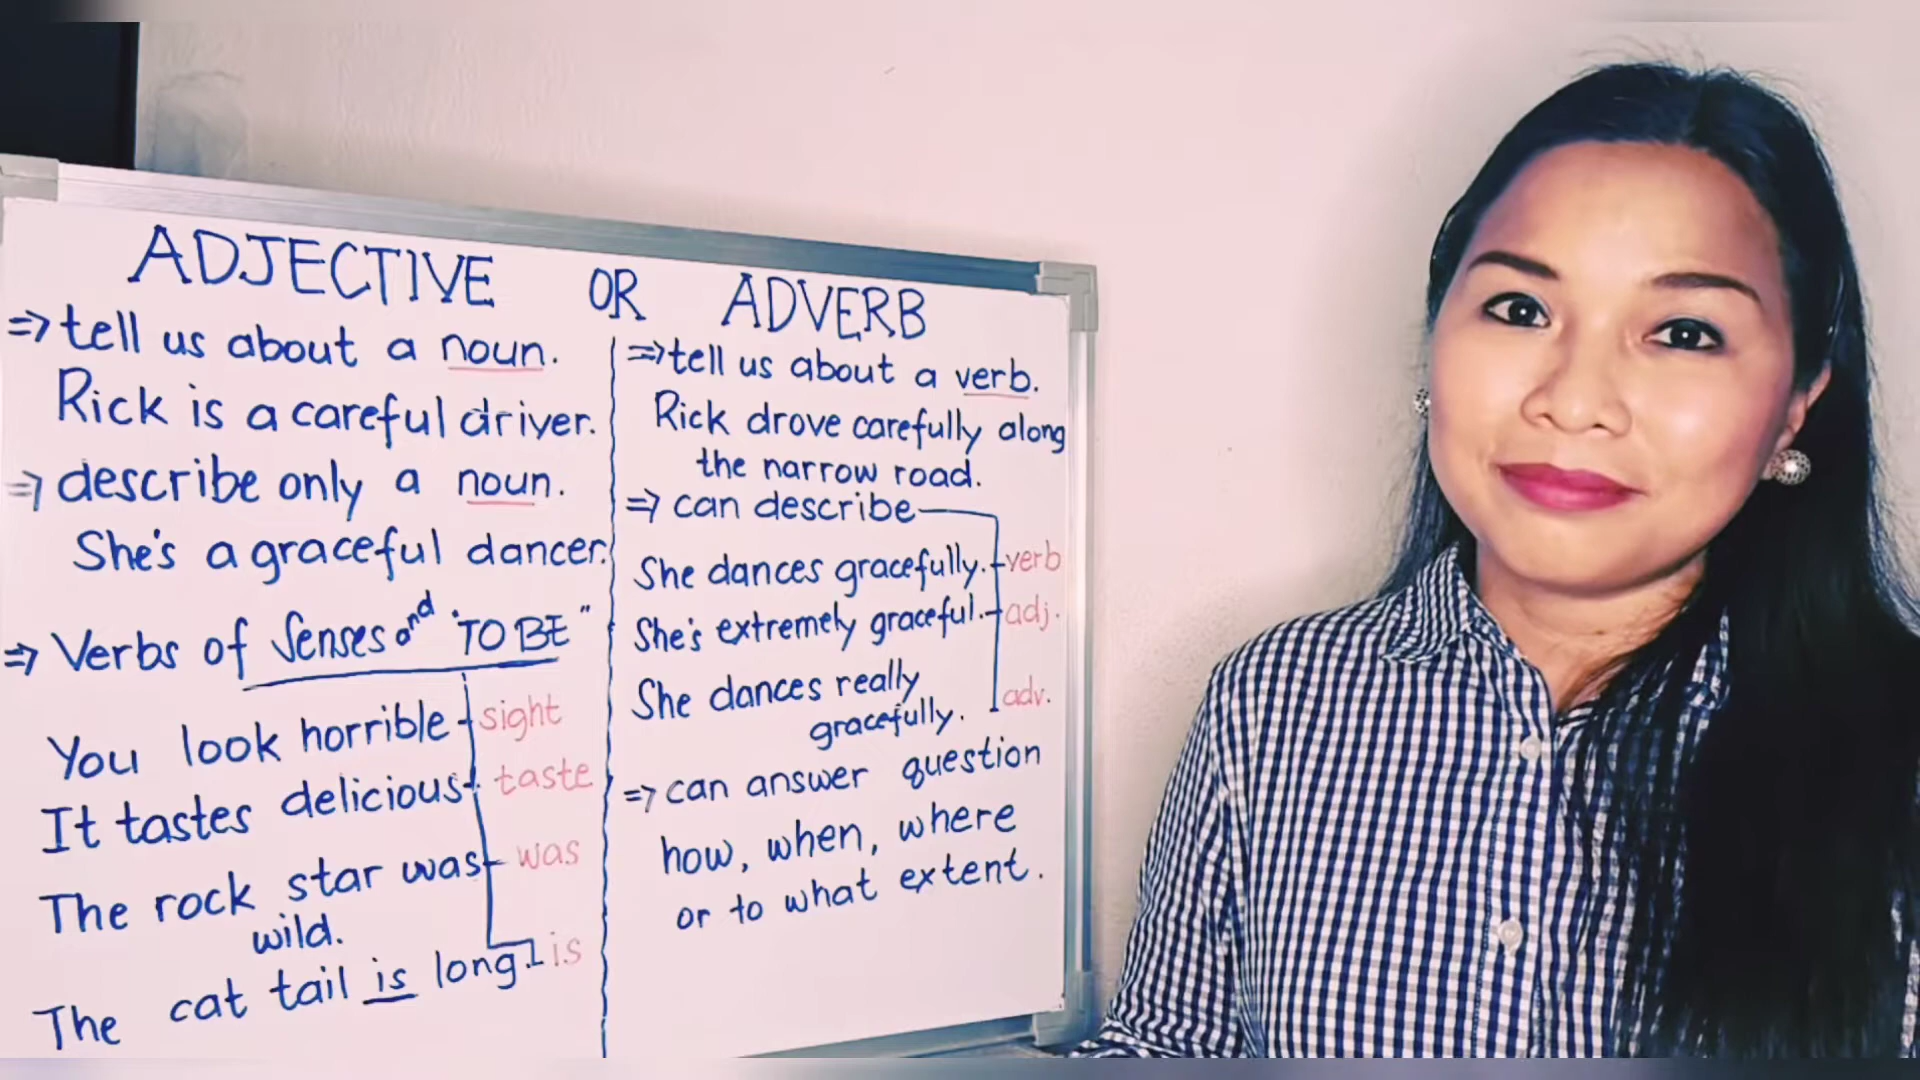 ADJECTIVE OR ADVERB
⇒ tell us about a noun.
Rick is a careful driver.
⇒ describe only a noun.
She's a graceful dancer.
⇒ Verbs of Senses and "TO BE"
You look horrible sight
It tastes delicious taste
The rock star was was
wild.
The cat tail is long. is
⇒ tell us about a verb.
Rick drove carefully along
the narrow road.
⇒ can describe
She dances gracefully. verb
She's extremely graceful. adj.
She dances really adv.
gracefully.
⇒ can answer question
how, when, where
or to what extent.